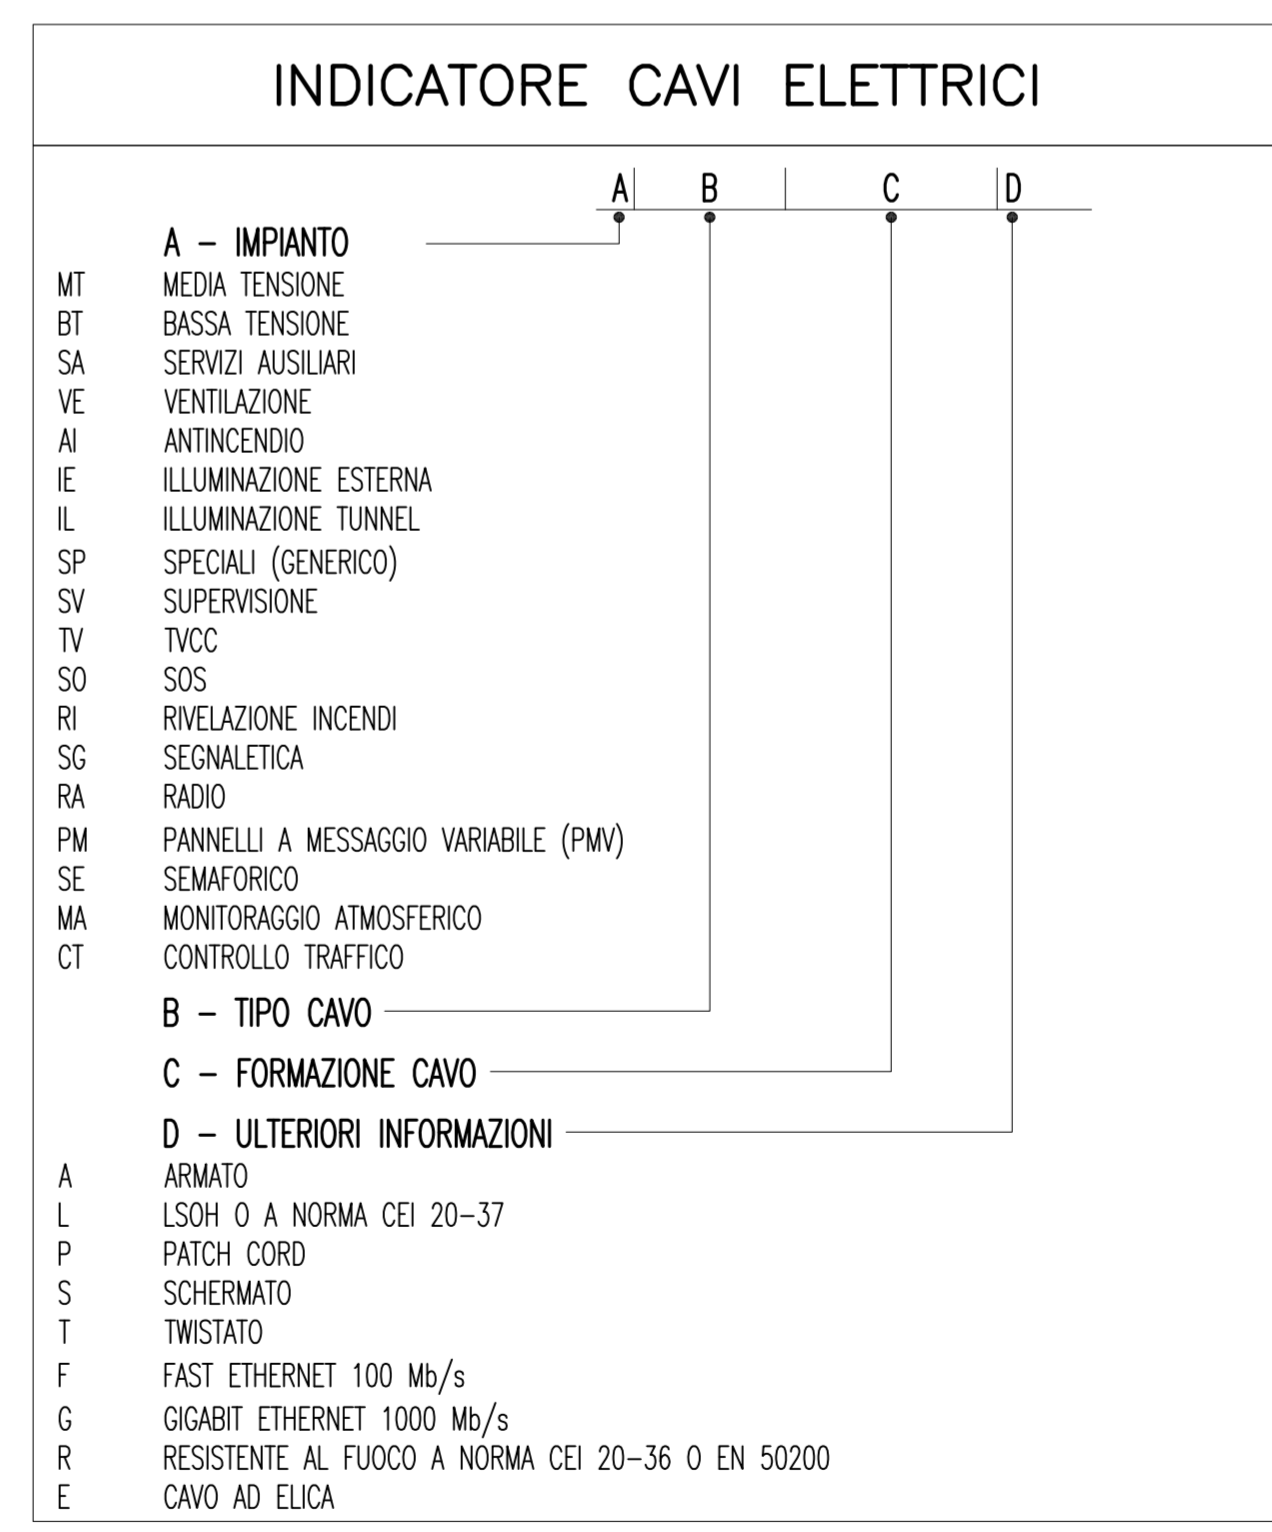 INDICATORE CAVI ELETTRICI
A B C D
A – IMPIANTO
MT MEDIA TENSIONE
BT BASSA TENSIONE
SA SERVIZI AUSILIARI
VE VENTILAZIONE
AI ANTINCENDIO
IE ILLUMINAZIONE ESTERNA
IL ILLUMINAZIONE TUNNEL
SP SPECIALI (GENERICO)
SV SUPERVISIONE
TV TVCC
SO SOS
RI RIVELAZIONE INCENDI
SG SEGNALETICA
RA RADIO
PM PANNELLI A MESSAGGIO VARIABILE (PMV)
SE SEMAFORICO
MA MONITORAGGIO ATMOSFERICO
CT CONTROLLO TRAFFICO
B – TIPO CAVO
C – FORMAZIONE CAVO
D – ULTERIORI INFORMAZIONI
A ARMATO
L LSOH O A NORMA CEI 20–37
P PATCH CORD
S SCHERMATO
T TWISTATO
F FAST ETHERNET 100 Mb/s
G GIGABIT ETHERNET 1000 Mb/s
R RESISTENTE AL FUOCO A NORMA CEI 20–36 O EN 50200
E CAVO AD ELICA